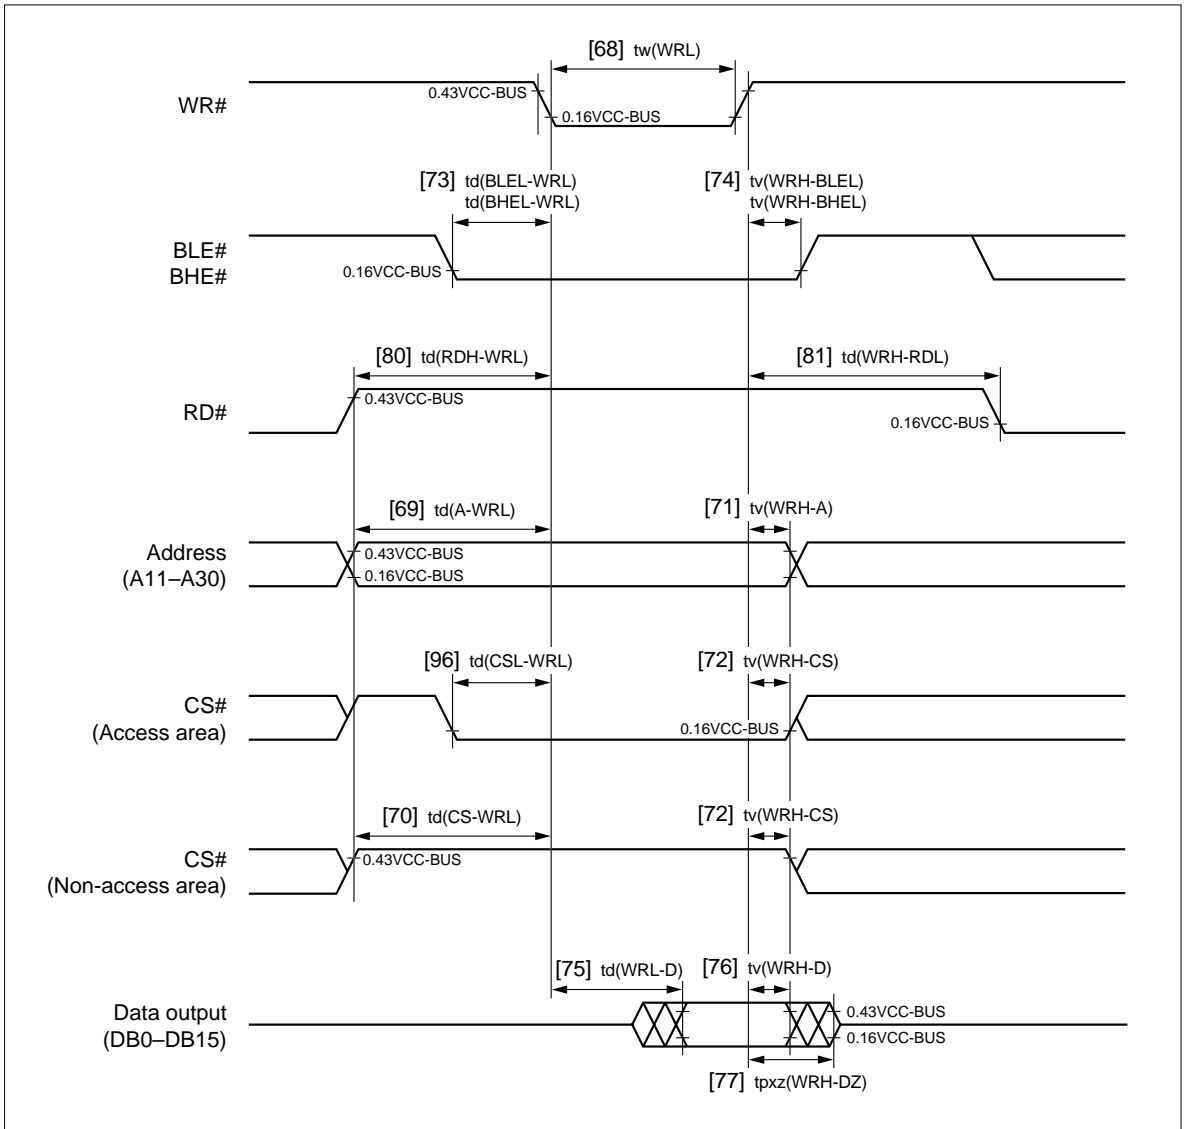 [68] tw(WRL)
WR#
0.43VCC-BUS
0.16VCC-BUS
[73] td(BLEL-WRL)
td(BHEL-WRL)
[74] tv(WRH-BLEL)
tv(WRH-BHEL)
BLE#
BHE#
0.16VCC-BUS
[80] td(RDH-WRL)
[81] td(WRH-RDL)
RD#
0.43VCC-BUS
0.16VCC-BUS
[69] td(A-WRL)
[71] tv(WRH-A)
Address
(A11–A30)
0.43VCC-BUS
0.16VCC-BUS
[96] td(CSL-WRL)
[72] tv(WRH-CS)
CS#
(Access area)
0.16VCC-BUS
[70] td(CS-WRL)
[72] tv(WRH-CS)
CS#
(Non-access area)
0.43VCC-BUS
[75] td(WRL-D)
[76] tv(WRH-D)
Data output
(DB0–DB15)
0.43VCC-BUS
0.16VCC-BUS
[77] tpxz(WRH-DZ)